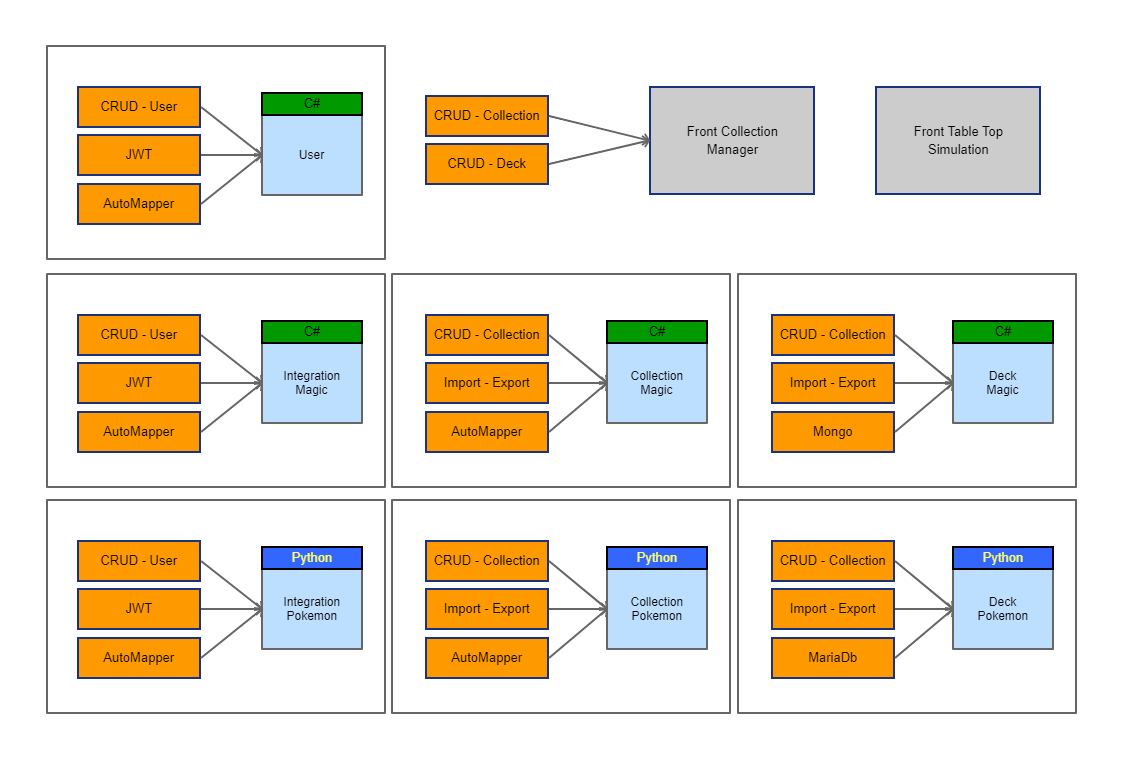 CRUD - User
JWT
AutoMapper
C#
User
CRUD - Collection
CRUD - Deck
Front Collection
Manager
Front Table Top
Simulation
CRUD - User
JWT
AutoMapper
C#
Integration
Magic
CRUD - Collection
Import - Export
AutoMapper
C#
Collection
Magic
CRUD - Collection
Import - Export
Mongo
C#
Deck
Magic
CRUD - User
JWT
AutoMapper
Python
Integration
Pokemon
CRUD - Collection
Import - Export
AutoMapper
Python
Collection
Pokemon
CRUD - Collection
Import - Export
MariaDb
Python
Deck
Pokemon